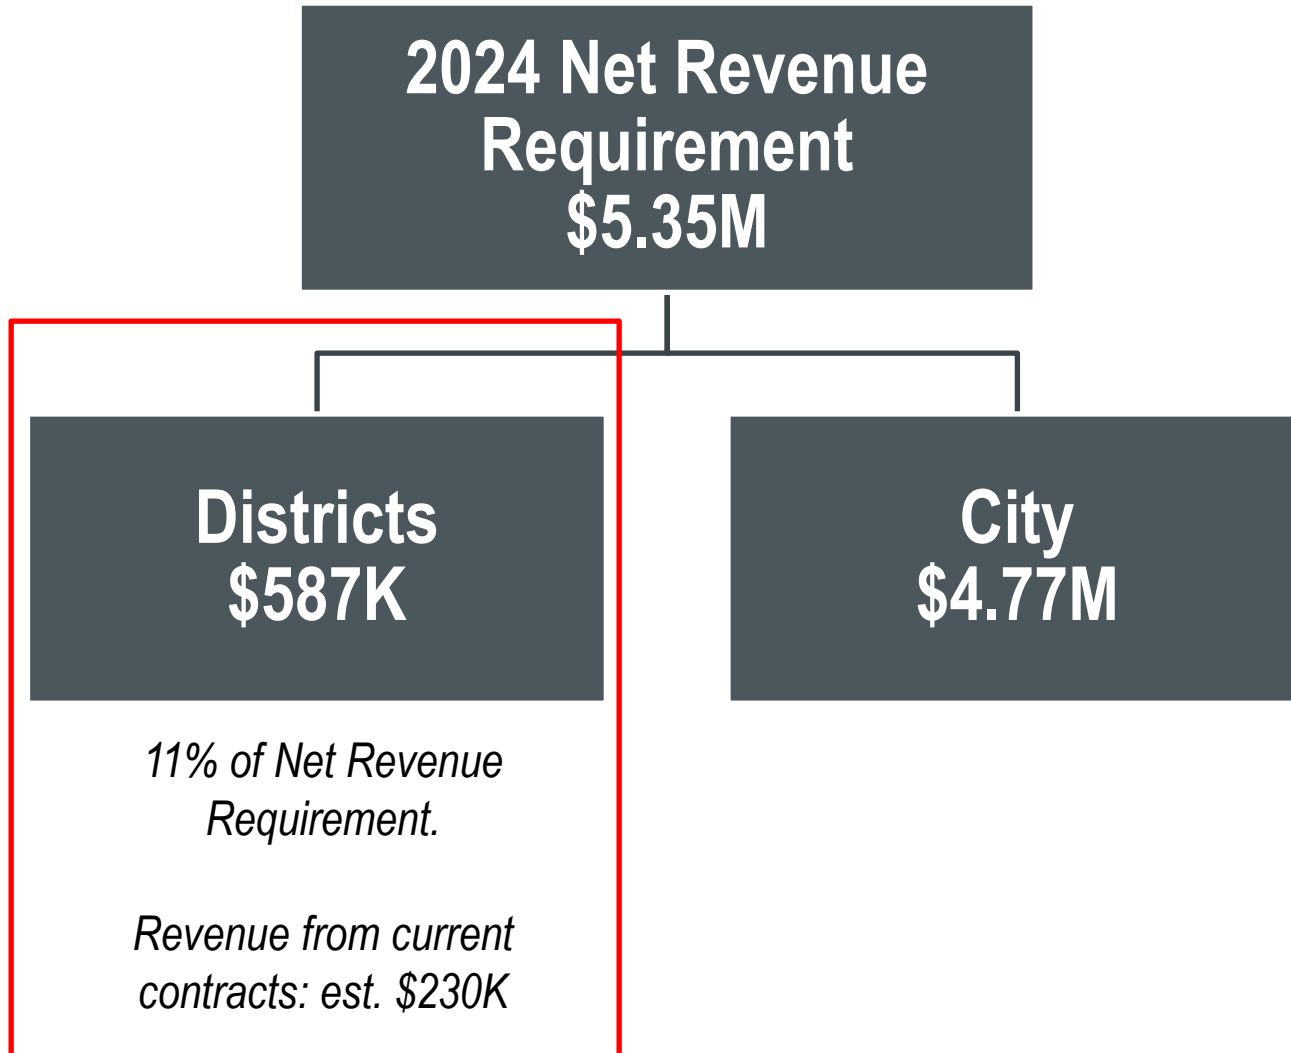 2024 Net Revenue
Requirement
$5.35M
Districts
$587K
City
$4.77M
11% of Net Revenue
Requirement.
Revenue from current
contracts: est. $230K